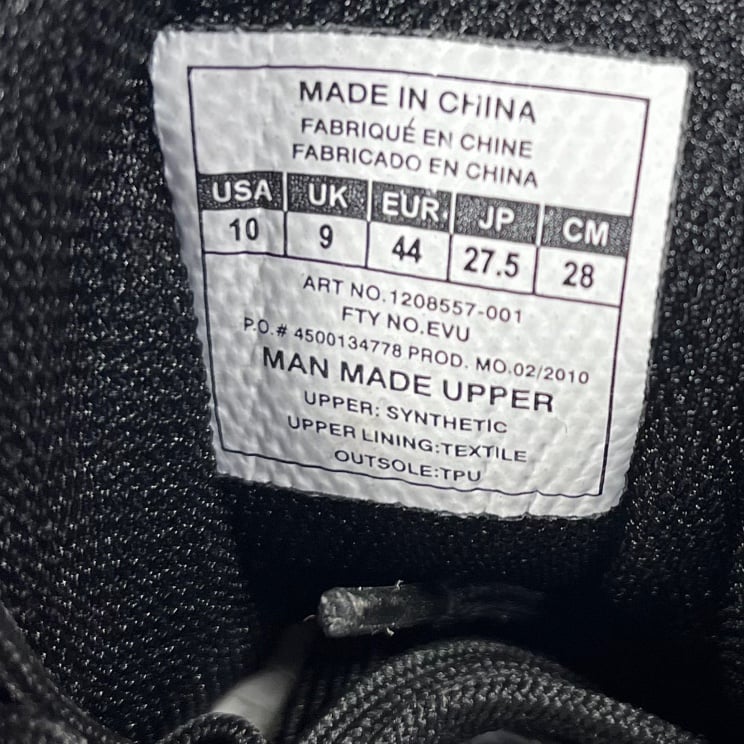 MADE IN CHINA
FABRIQUÉ EN CHINE
FABRICADO EN CHINA
USA UK EUR. JP CM
10 9 44 27.5 28
ART NO.1208557-001
FTY NO.EVU
P.O.# 4500134778 PROD. MO.02/2010
MAN MADE UPPER
UPPER: SYNTHETIC
UPPER LINING:TEXTILE
OUTSOLE:TPU